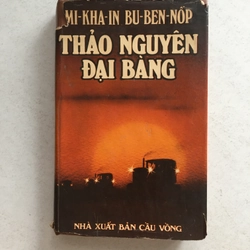 MI-KHA-IN BU-BEN-NỐP
THẢO NGUYÊN
ĐẠI BÀNG
NHÀ XUẤT BẢN CẦU VỒNG